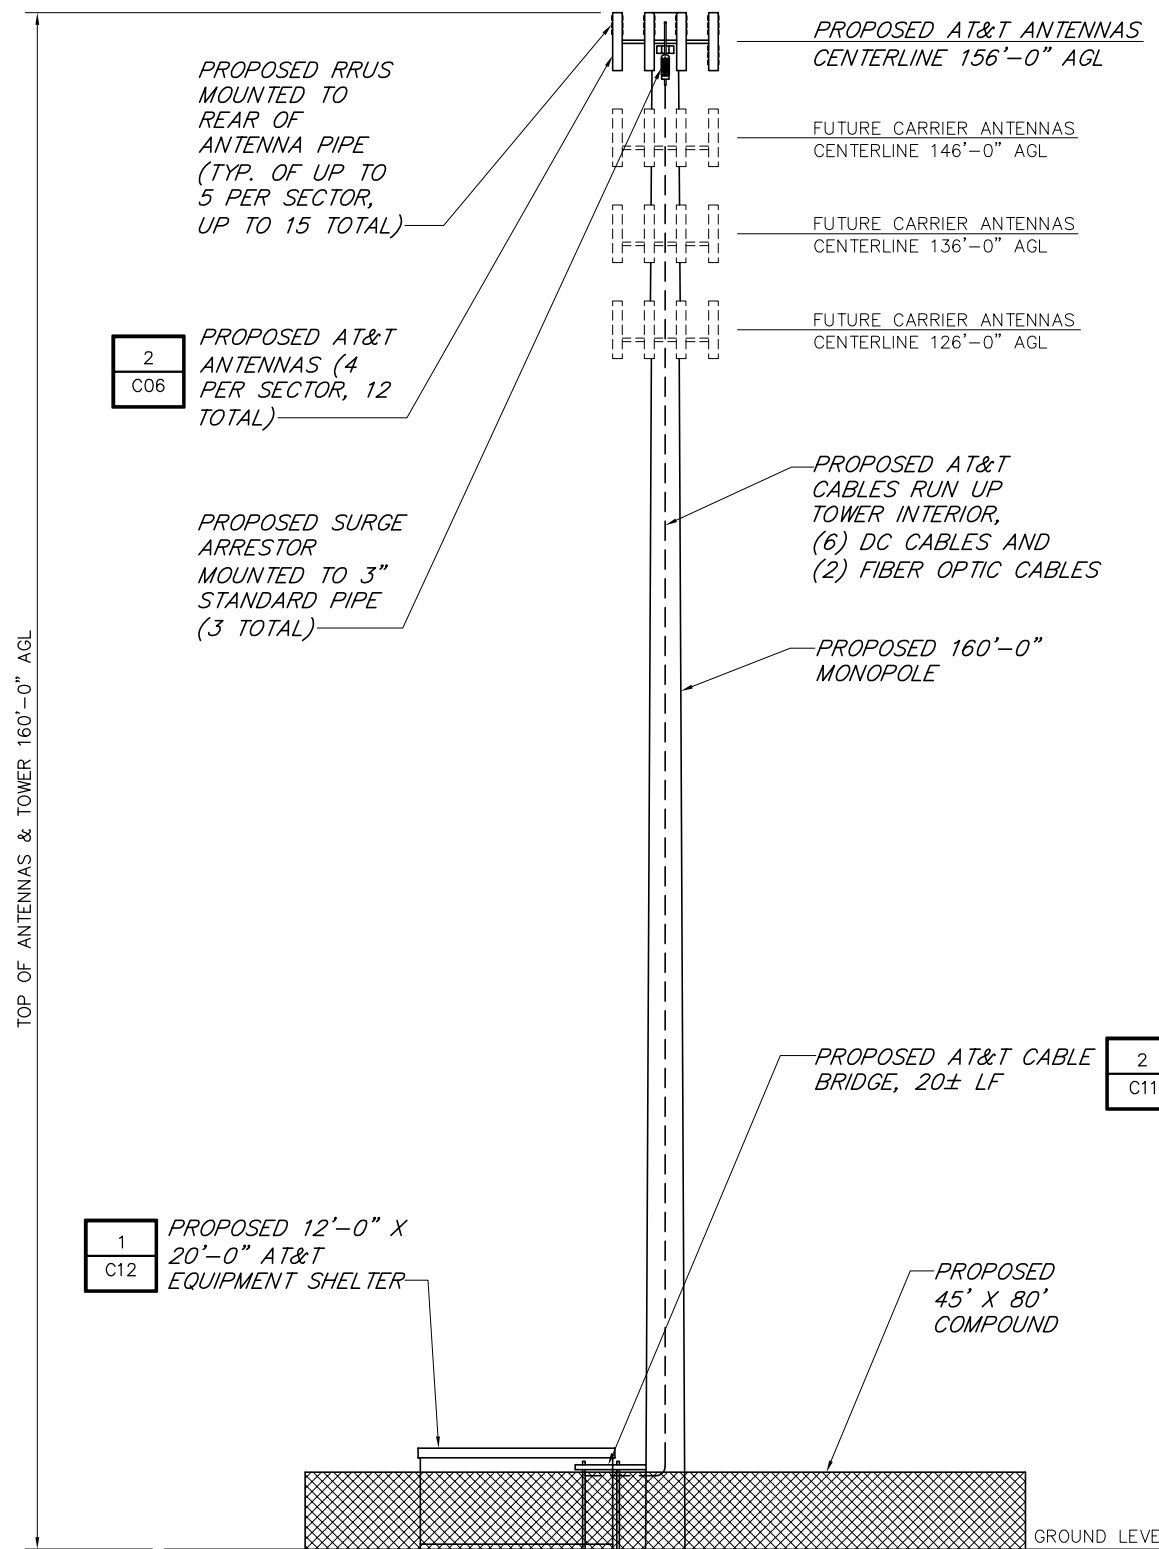 PROPOSED AT&T ANTENNAS
CENTERLINE 156'-0" AGL
PROPOSED RRUS
MOUNTED TO
REAR OF
ANTENNA PIPE
(TYP. OF UP TO
5 PER SECTOR,
UP TO 15 TOTAL)
FUTURE CARRIER ANTENNAS
CENTERLINE 146'-0" AGL
FUTURE CARRIER ANTENNAS
CENTERLINE 136'-0" AGL
FUTURE CARRIER ANTENNAS
CENTERLINE 126'-0" AGL
2
C06
PROPOSED AT&T
ANTENNAS (4
PER SECTOR, 12
TOTAL)
PROPOSED AT&T
CABLES RUN UP
TOWER INTERIOR,
(6) DC CABLES AND
(2) FIBER OPTIC CABLES
PROPOSED SURGE
ARRESTOR
MOUNTED TO 3"
STANDARD PIPE
(3 TOTAL)
PROPOSED 160'-0"
MONOPOLE
TOP OF ANTENNAS & TOWER 160'-0" AGL
PROPOSED AT&T CABLE
BRIDGE, 20± LF
2
C11
1
C12
PROPOSED 12'-0" X
20'-0" AT&T
EQUIPMENT SHELTER
PROPOSED
45' X 80'
COMPOUND
GROUND LEVE